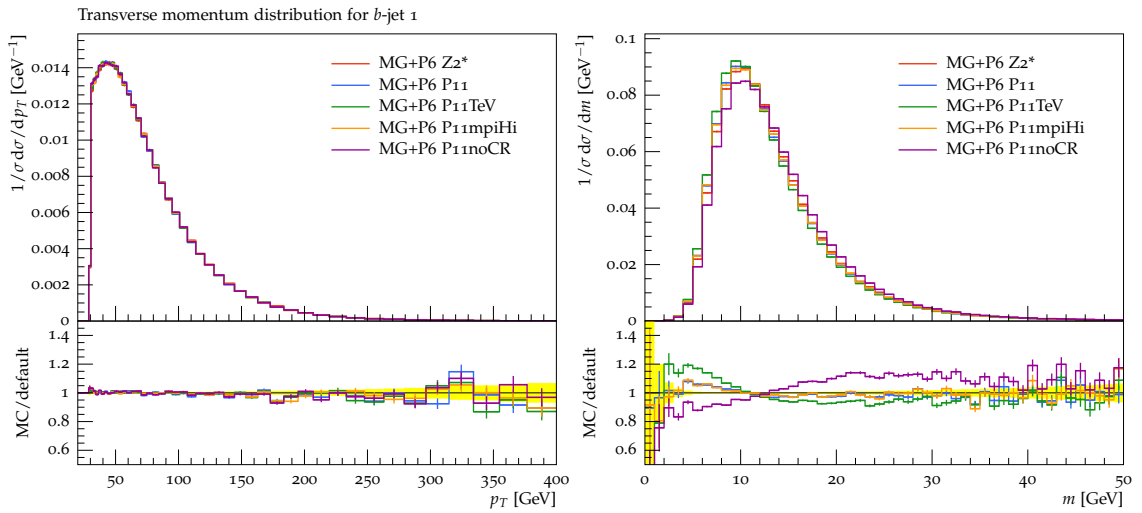 Transverse momentum distribution for b-jet 1
1/σ dσ/dp_T [GeV⁻¹]
0.014
0.012
0.01
0.008
0.006
0.004
0.002
0
MG+P6 Z2*
MG+P6 P11
MG+P6 P11TeV
MG+P6 P11mpiHi
MG+P6 P11noCR
MC/default
1.4
1.2
1
0.8
0.6
50 100 150 200 250 300 350 400
p_T [GeV]
1/σ dσ/dm [GeV⁻¹]
0.1
0.08
0.06
0.04
0.02
0
MG+P6 Z2*
MG+P6 P11
MG+P6 P11TeV
MG+P6 P11mpiHi
MG+P6 P11noCR
MC/default
1.4
1.2
1
0.8
0.6
0 10 20 30 40 50
m [GeV]